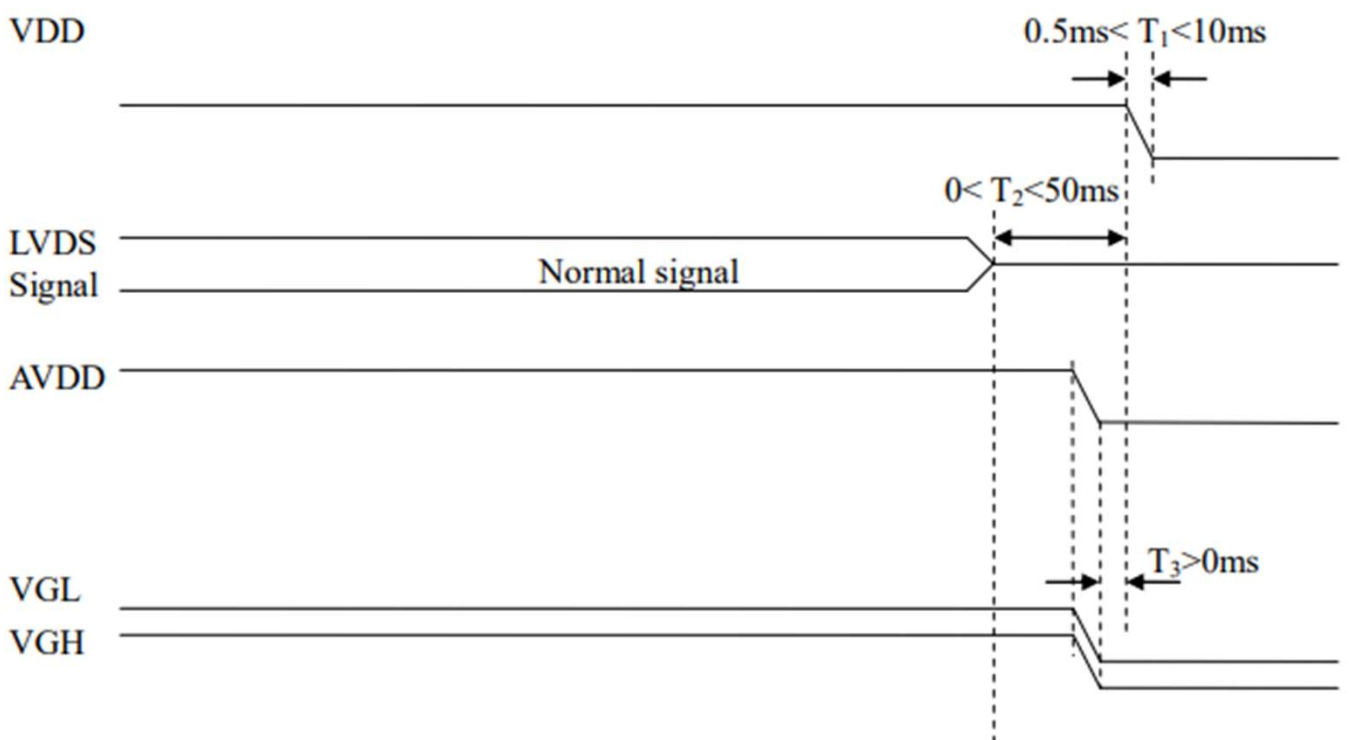 VDD
0.5ms< T₁<10ms
0< T₂<50ms
LVDS
Signal
Normal signal
AVDD
T₃>0ms
VGL
VGH